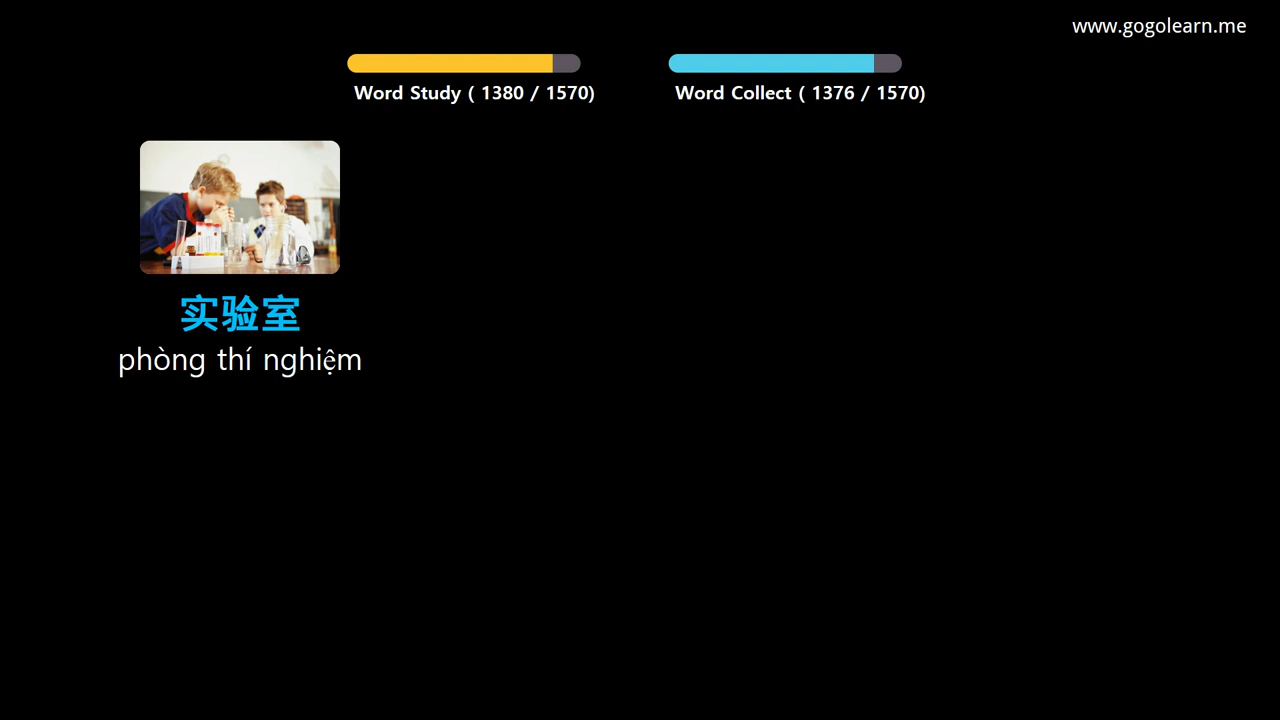 www.gogolearn.me
Word Study ( 1380 / 1570)
Word Collect ( 1376 / 1570)
实验室
phòng thí nghiệm